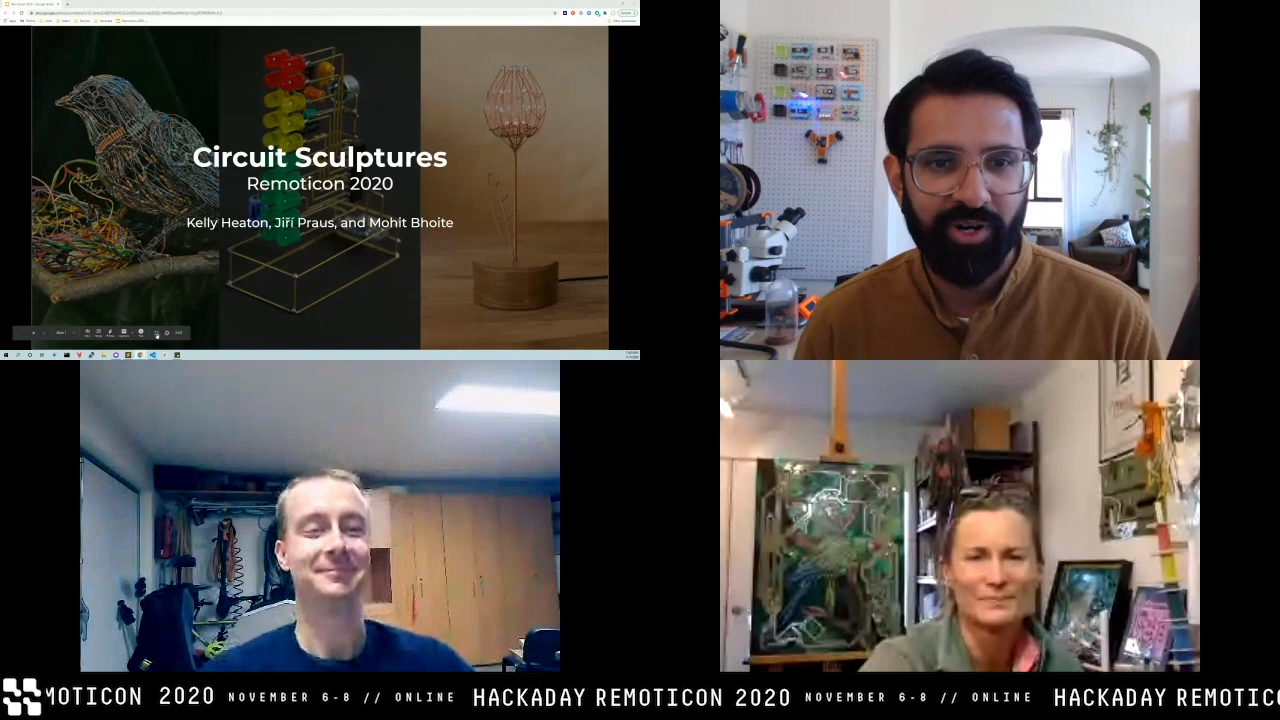 Circuit Sculptures
Remoticon 2020
Kelly Heaton, Jiří Praus, and Mohit Bhoite
MOTICON 2020 NOVEMBER 6-8 // ONLINE HACKADAY REMOTICON 2020 NOVEMBER 6-8 // ONLINE HACKADAY REMOTIC